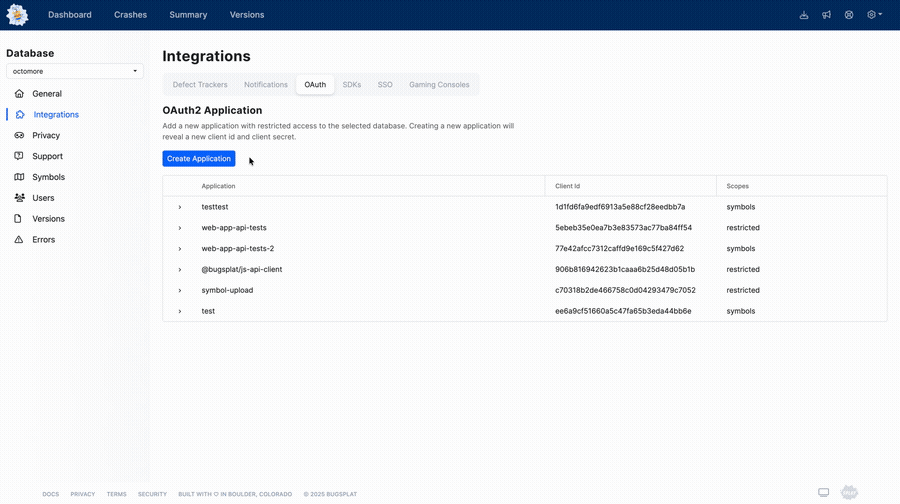 Dashboard Crashes Summary Versions
Database
octomore
General
Integrations
Privacy
Support
Symbols
Users
Versions
Errors
Integrations
Defect Trackers Notifications OAuth SDKs SSO Gaming Consoles
OAuth2 Application
Add a new application with restricted access to the selected database. Creating a new application will
reveal a new client id and client secret.
Create Application
Application Client Id Scopes
testtest 1d1fd6fa9edf6913a5e88cf28eedbb7a symbols
web-app-api-tests 5ebeb35e0ea7b3e83573ac77ba84ff54 restricted
web-app-api-tests-2 77e42afcc7312caffd9e169c5f427d62 symbols
@bugsplat/js-api-client 906b816942623b1caaa6b25d48d05b1b restricted
symbol-upload c70318b2de466758c0d04293479c7052 restricted
test ee6a9cf51660a5c47fa65b3eda44bb6e symbols
DOCS PRIVACY TERMS SECURITY BUILT WITH ♡ IN BOULDER, COLORADO © 2025 BUGSPLAT